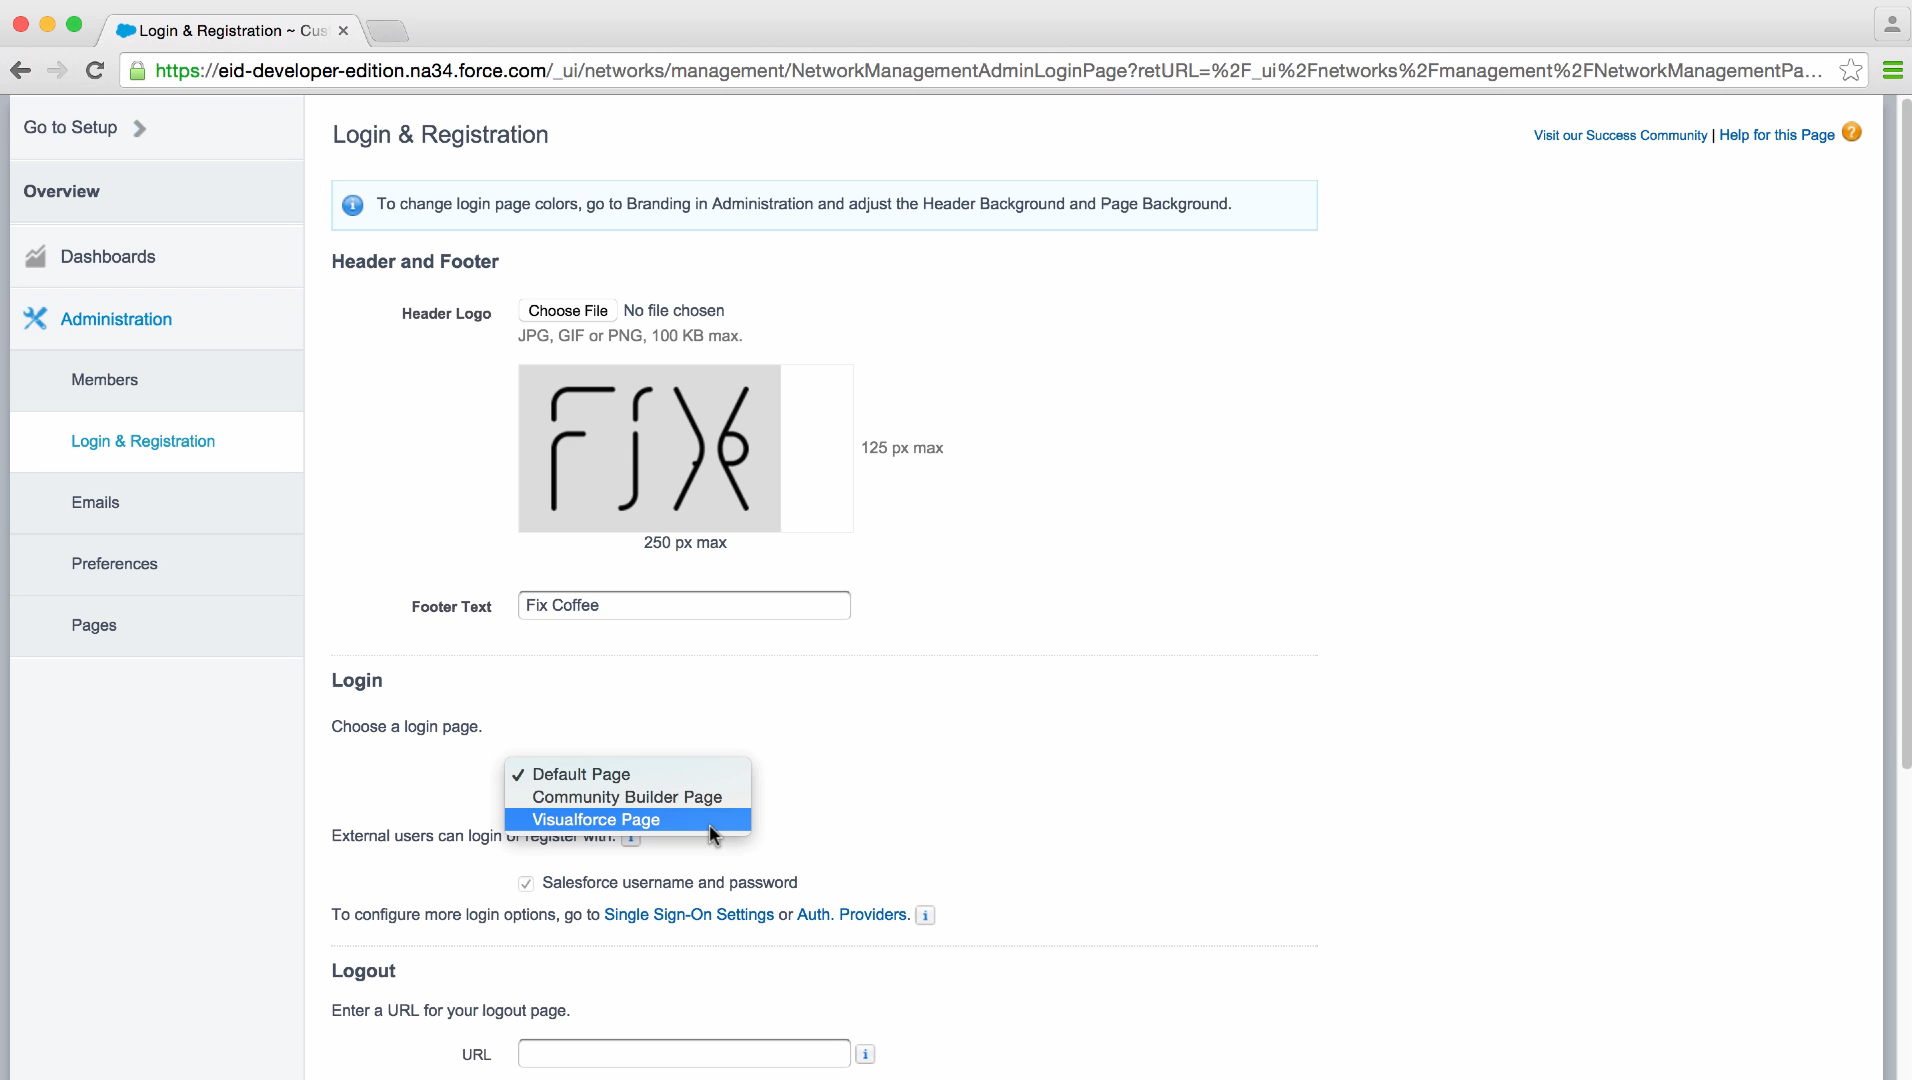 Login & Registration ~ Cus
https://eid-developer-edition.na34.force.com/_ui/networks/management/NetworkManagementAdminLoginPage?retURL=%2F_ui%2Fnetworks%2Fmanagement%2FNetworkManagementPa...
Go to Setup
Overview
Dashboards
Administration
Members
Login & Registration
Emails
Preferences
Pages
Login & Registration
Visit our Success Community | Help for this Page ?
To change login page colors, go to Branding in Administration and adjust the Header Background and Page Background.
Header and Footer
Header Logo
Choose File No file chosen
JPG, GIF or PNG, 100 KB max.
FIX
125 px max
250 px max
Footer Text
Fix Coffee
Login
Choose a login page.
✓ Default Page
Community Builder Page
Visualforce Page
External users can login or register with:
Salesforce username and password
To configure more login options, go to Single Sign-On Settings or Auth. Providers.
Logout
Enter a URL for your logout page.
URL